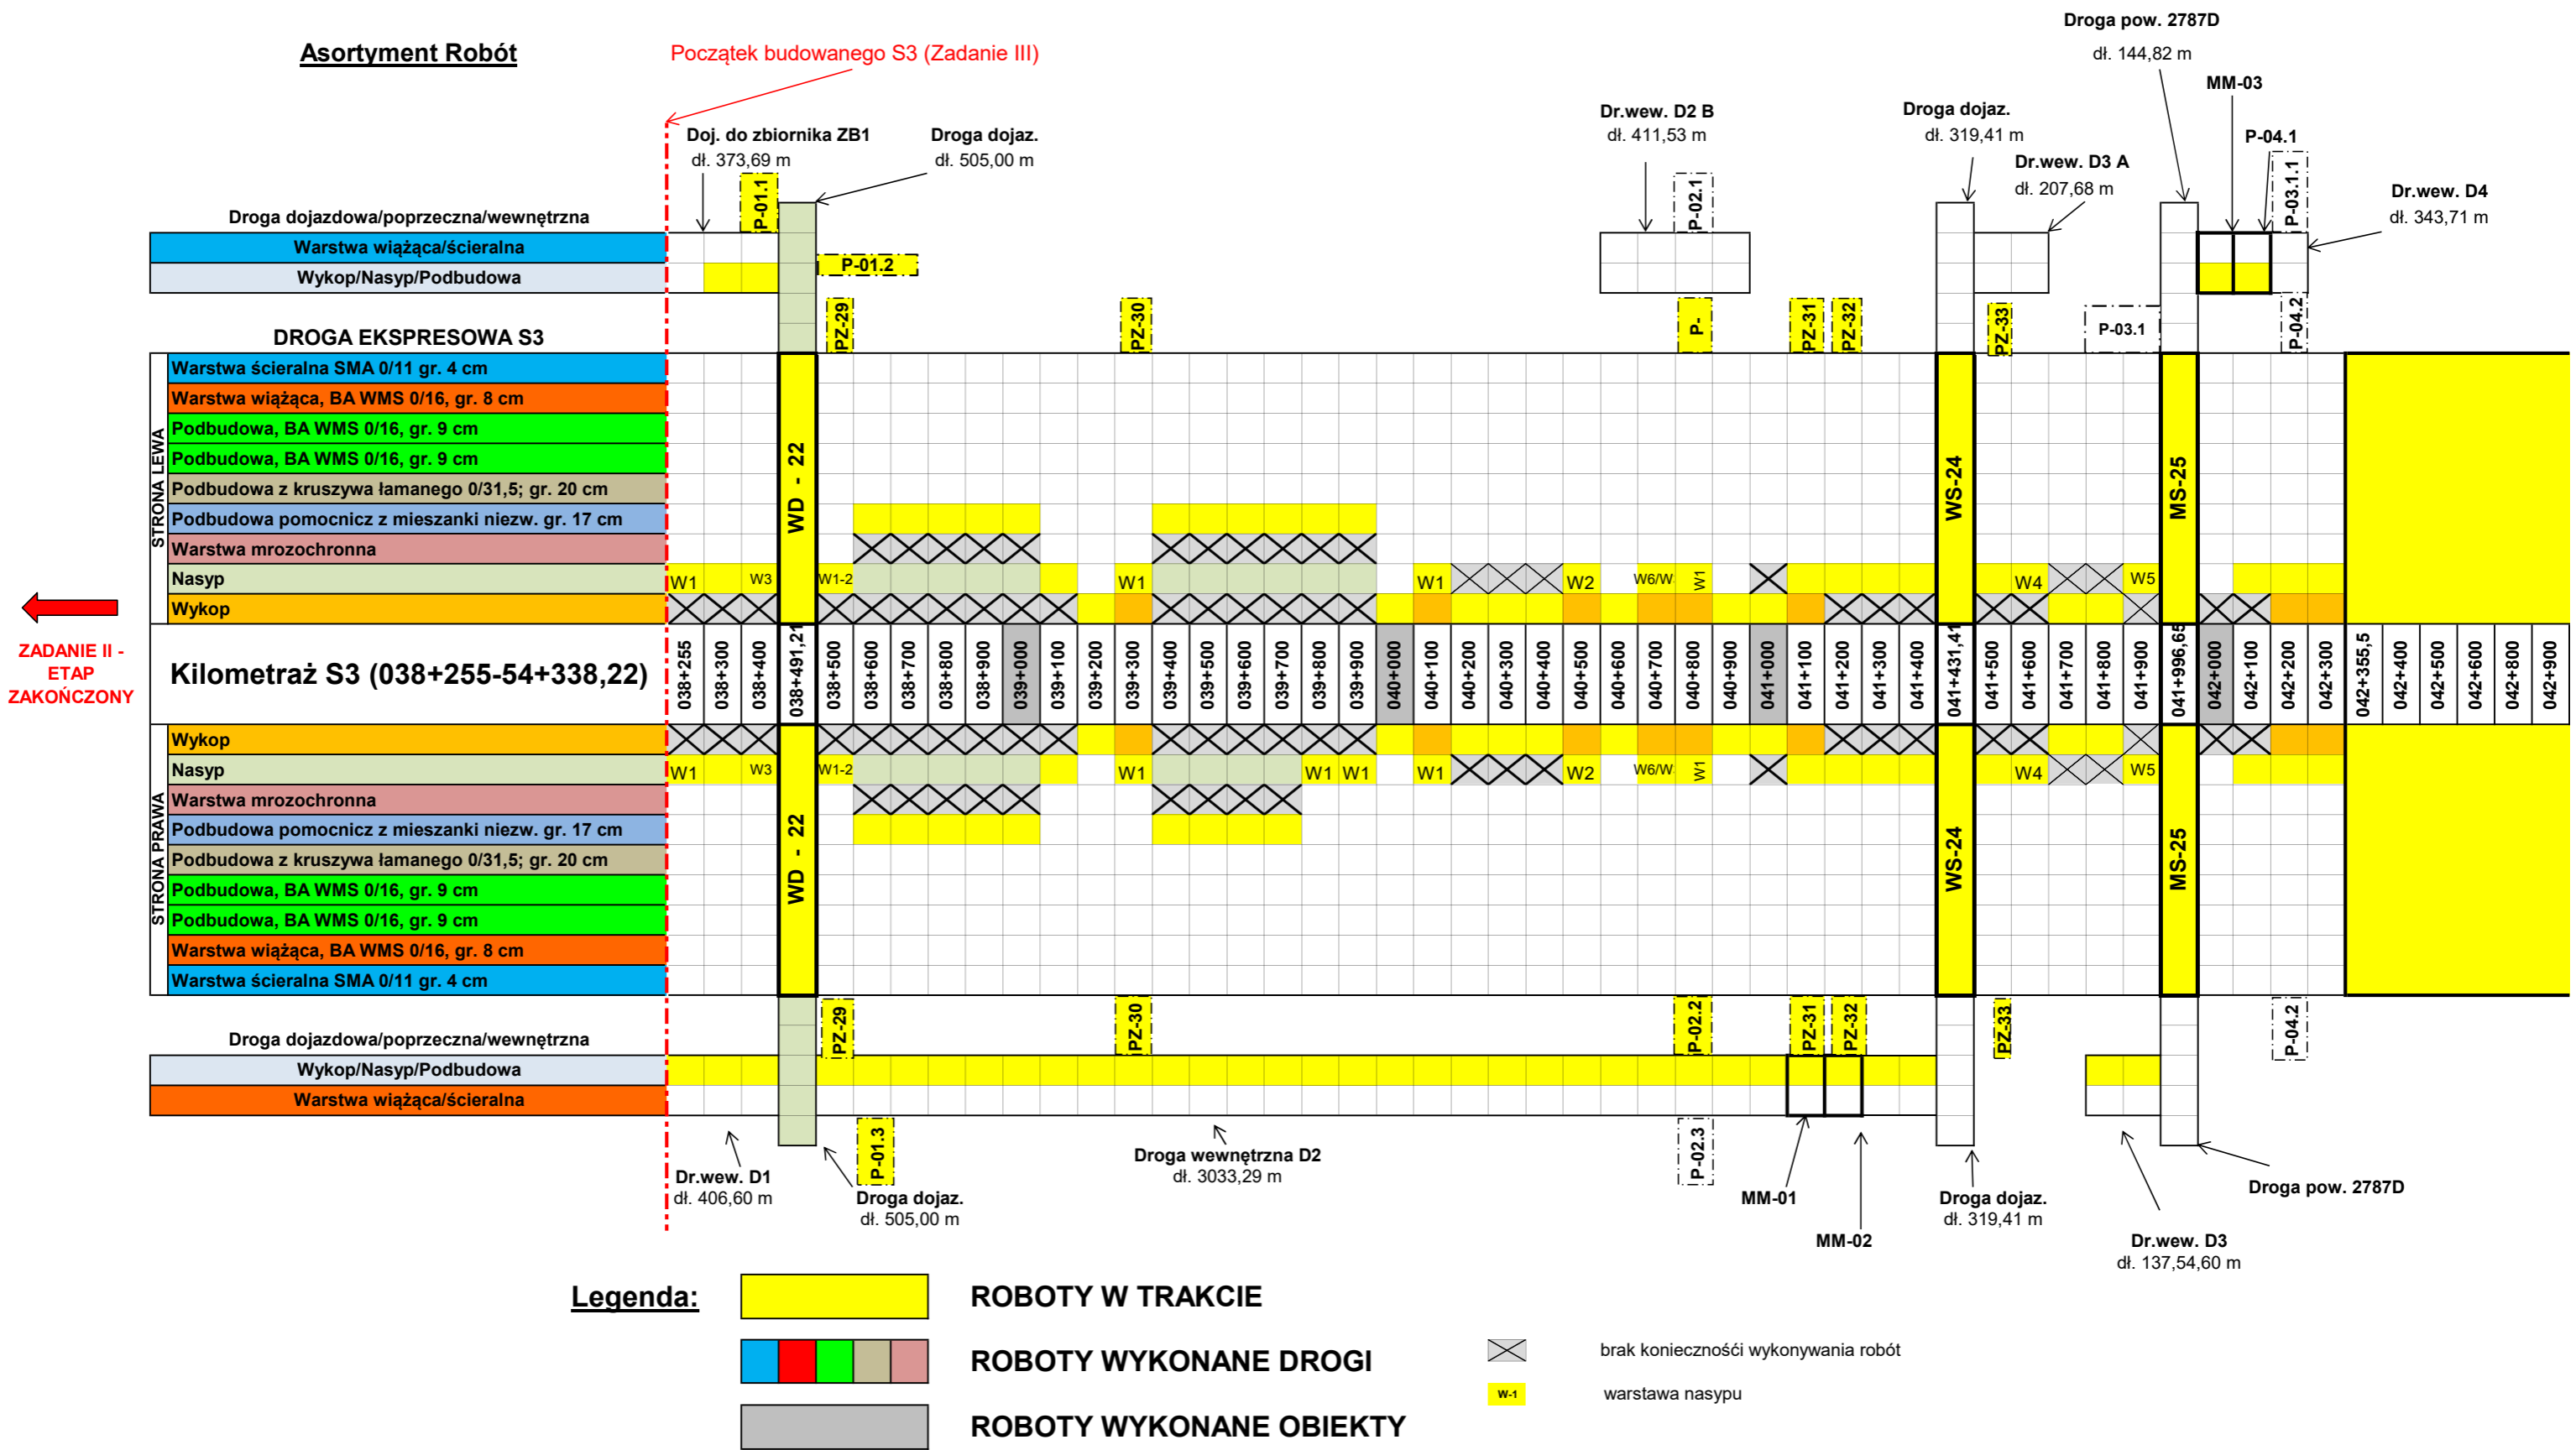 Asortyment Robót
Początek budowanego S3 (Zadanie III)
Droga pow. 2787D
dł. 144,82 m
MM-03
Doj. do zbiornika ZB1
dł. 373,69 m
Droga dojaz.
dł. 505,00 m
Dr.wew. D2 B
dł. 411,53 m
Droga dojaz.
dł. 319,41 m
P-04.1
Dr.wew. D3 A
dł. 207,68 m
Dr.wew. D4
dł. 343,71 m
P-01.1
P-02.1
P-03.1.1
Droga dojazdowa/poprzeczna/wewnętrzna
Warstwa wiążąca/ścieralna
Wykop/Nasyp/Podbudowa
P-01.2
DROGA EKSPRESOWA S3
PZ-29
PZ-30
P-
PZ-31
PZ-32
PZ-33
P-03.1
P-04.2
STRONA LEWA
Warstwa ścieralna SMA 0/11 gr. 4 cm
Warstwa wiążąca, BA WMS 0/16, gr. 8 cm
Podbudowa, BA WMS 0/16, gr. 9 cm
Podbudowa, BA WMS 0/16, gr. 9 cm
Podbudowa z kruszywa łamanego 0/31,5; gr. 20 cm
Podbudowa pomocnicz z mieszanki niezw. gr. 17 cm
Warstwa mrozochronna
Nasyp
Wykop
WD - 22
WS-24
MS-25
W1 W3 W1-2 W1 W1 W2 W6/W W1 W4 W5
ZADANIE II -
ETAP
ZAKOŃCZONY
Kilometraż S3 (038+255-54+338,22)
038+255
038+300
038+400
038+491,21
038+500
038+600
038+700
038+800
038+900
039+000
039+100
039+200
039+300
039+400
039+500
039+600
039+700
039+800
039+900
040+000
040+100
040+200
040+300
040+400
040+500
040+600
040+700
040+800
040+900
041+000
041+100
041+200
041+300
041+400
041+431,41
041+500
041+600
041+700
041+800
041+900
041+996,65
042+000
042+100
042+200
042+300
042+355,5
042+400
042+500
042+600
042+800
042+900
STRONA PRAWA
Wykop
Nasyp
Warstwa mrozochronna
Podbudowa pomocnicz z mieszanki niezw. gr. 17 cm
Podbudowa z kruszywa łamanego 0/31,5; gr. 20 cm
Podbudowa, BA WMS 0/16, gr. 9 cm
Podbudowa, BA WMS 0/16, gr. 9 cm
Warstwa wiążąca, BA WMS 0/16, gr. 8 cm
Warstwa ścieralna SMA 0/11 gr. 4 cm
W1 W3 W1-2 W1 W1 W1 W1 W2 W6/W W1 W4 W5
WD - 22
WS-24
MS-25
PZ-29
PZ-30
P-02.2
PZ-31
PZ-32
PZ-33
P-04.2
Droga dojazdowa/poprzeczna/wewnętrzna
Wykop/Nasyp/Podbudowa
Warstwa wiążąca/ścieralna
P-01.3
P-02.3
Dr.wew. D1
dł. 406,60 m
Droga dojaz.
dł. 505,00 m
Droga wewnętrzna D2
dł. 3033,29 m
MM-01
MM-02
Droga dojaz.
dł. 319,41 m
Droga pow. 2787D
Dr.wew. D3
dł. 137,54,60 m
Legenda:
ROBOTY W TRAKCIE
ROBOTY WYKONANE DROGI
ROBOTY WYKONANE OBIEKTY
brak koniecznośći wykonywania robót
W-1
warstawa nasypu